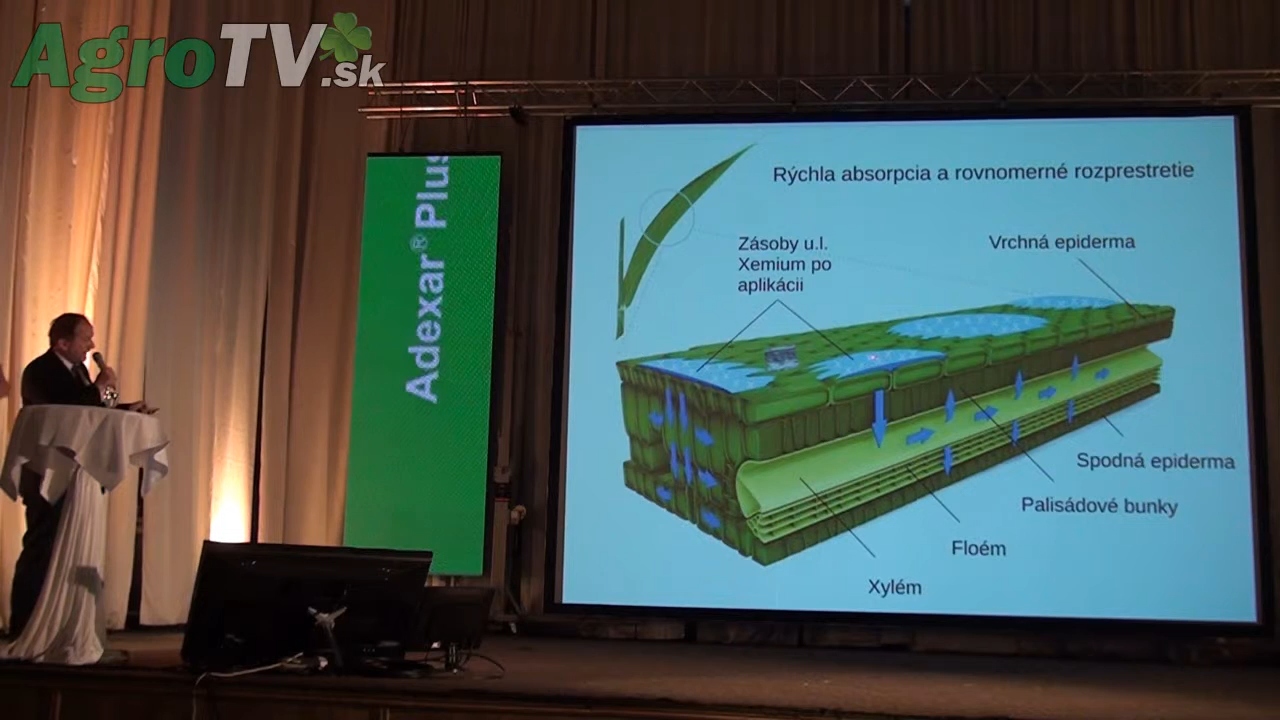 AgroTV.sk
Adexar® Plus
Rýchla absorpcia a rovnomerné rozprestretie
Zásoby u.l.
Xemium po
aplikácii
Vrchná epiderma
Spodná epiderma
Palisádové bunky
Floém
Xylém